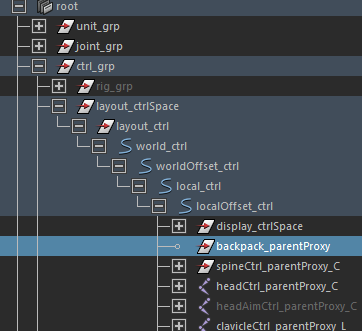 root
unit_grp
joint_grp
ctrl_grp
rig_grp
layout_ctrlSpace
layout_ctrl
world_ctrl
worldOffset_ctrl
local_ctrl
localOffset_ctrl
display_ctrlSpace
backpack_parentProxy
spineCtrl_parentProxy_C
headCtrl_parentProxy_C
headAimCtrl_parentProxy_C
clavicleCtrl_parentProxy_L